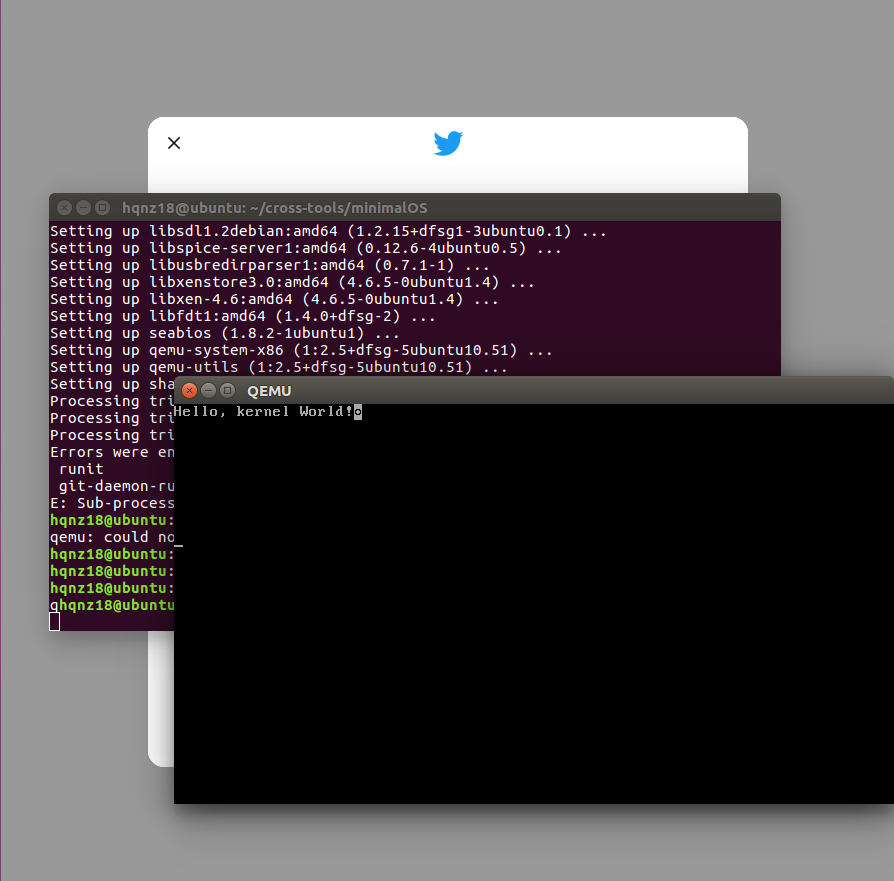 hqnz18@ubuntu: ~/cross-tools/minimalOS
Setting up libsdl1.2debian:amd64 (1.2.15+dfsg1-3ubuntu0.1) ...
Setting up libspice-server1:amd64 (0.12.6-4ubuntu0.5) ...
Setting up libusbredirparser1:amd64 (0.7.1-1) ...
Setting up libxenstore3.0:amd64 (4.6.5-0ubuntu1.4) ...
Setting up libxen-4.6:amd64 (4.6.5-0ubuntu1.4) ...
Setting up libfdt1:amd64 (1.4.0+dfsg-2) ...
Setting up seabios (1.8.2-1ubuntu1) ...
Setting up qemu-system-x86 (1:2.5+dfsg-5ubuntu10.51) ...
Setting up qemu-utils (1:2.5+dfsg-5ubuntu10.51) ...
Setting up sha
Processing tri
Processing tri
Processing tri
Errors were en
runit
git-daemon-ru
E: Sub-process
hqnz18@ubuntu:
qemu: could no
hqnz18@ubuntu:
hqnz18@ubuntu:
hqnz18@ubuntu:
qhqnz18@ubuntu
QEMU
Hello, kernel World!o